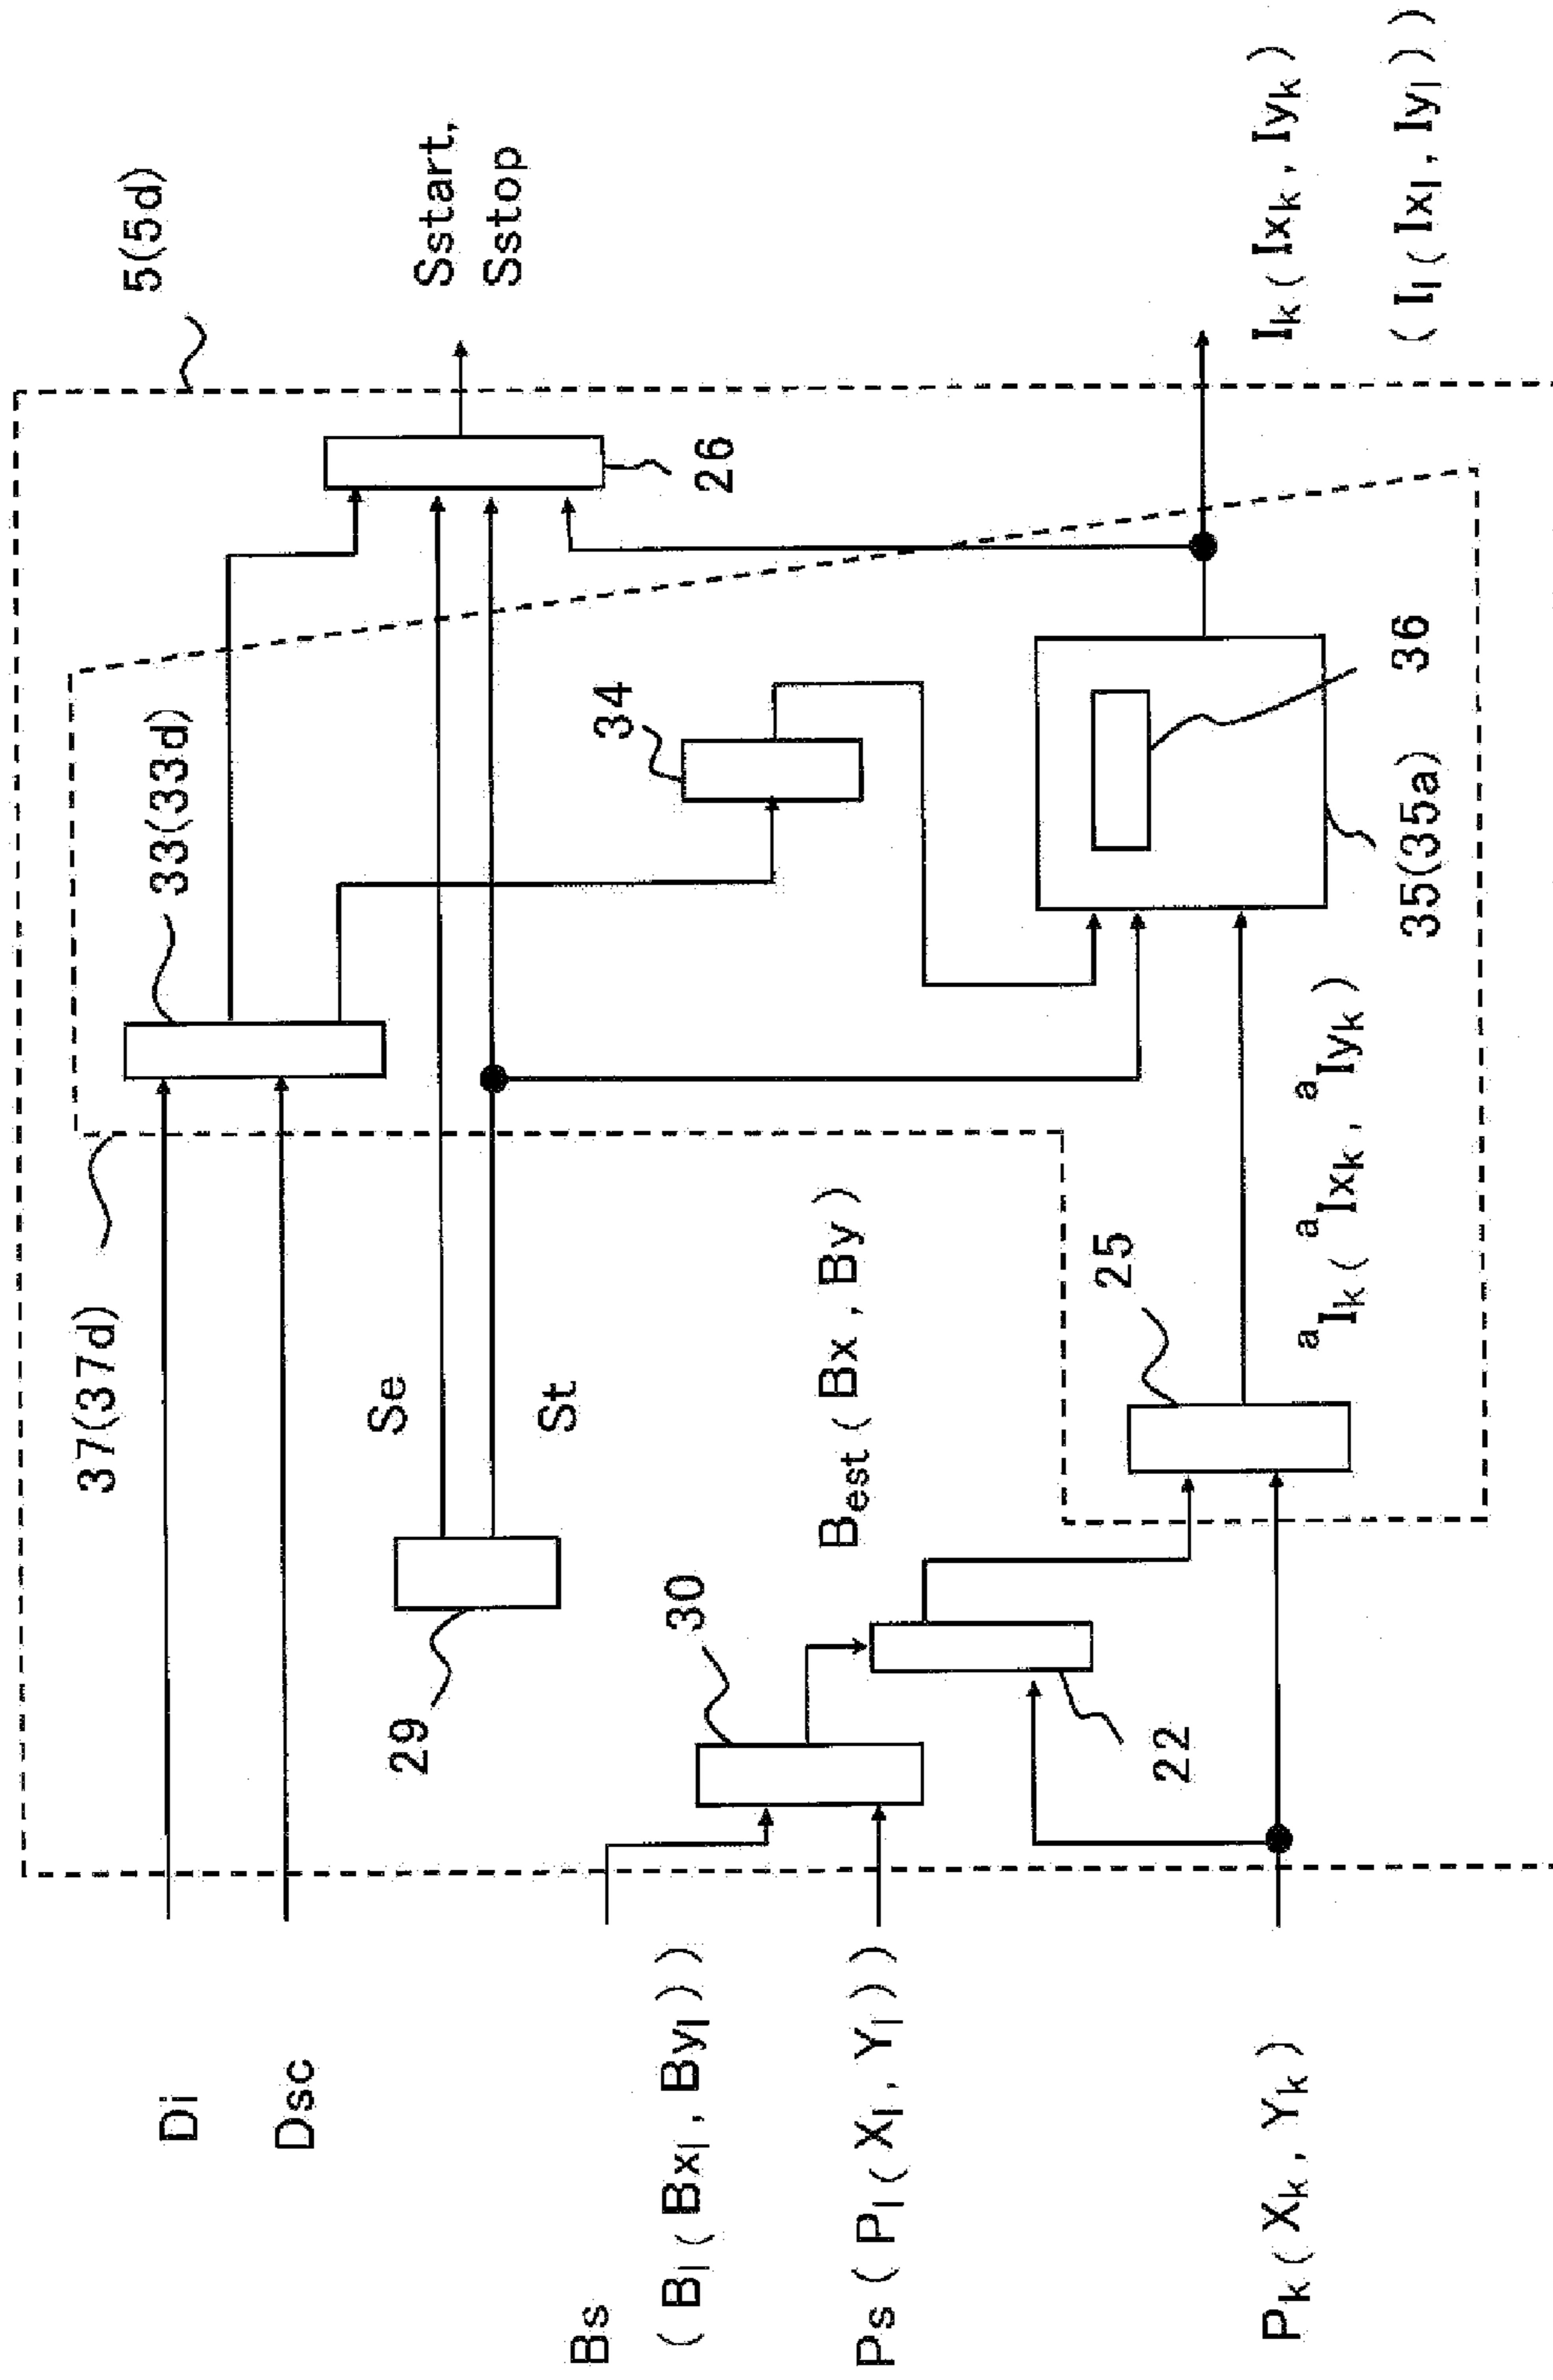 5(5d)
37(37d)
33(33d)
Di
Dsc
Se
St
29
26
Sstart,
Sstop
34
30
Bs
(Bl(Bxl, Byl))
Best(Bx, By)
Ps(Pl(Xl, Yl))
22
25
36
35(35a)
aIk(aIxk, aIyk)
Pk(Xk, Yk)
Ik(Ixk, Iyk)
(Il(Ixl, Iyl))